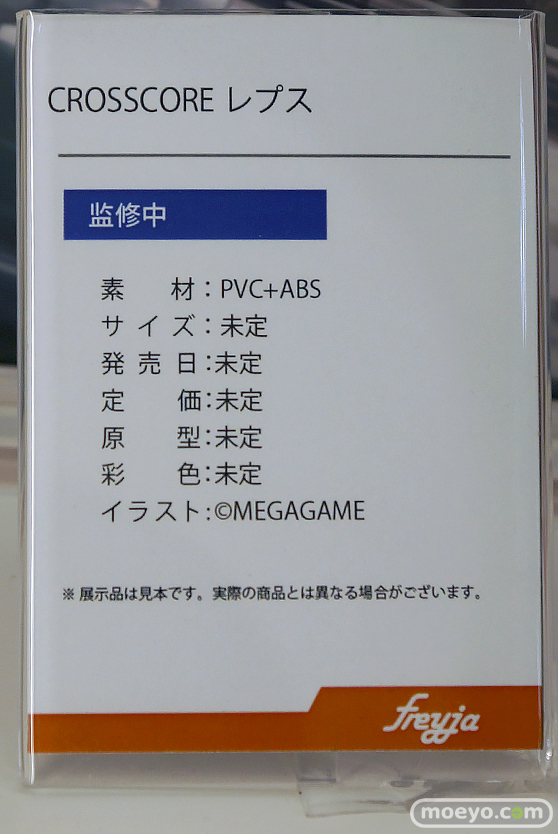 CROSSCORE レプス
監修中
素 材：PVC+ABS
サイズ：未定
発売日：未定
定 価：未定
原 型：未定
彩 色：未定
イラスト：©MEGAGAME
※ 展示品は見本です。実際の商品とは異なる場合がございます。
freyja
moeyo.com